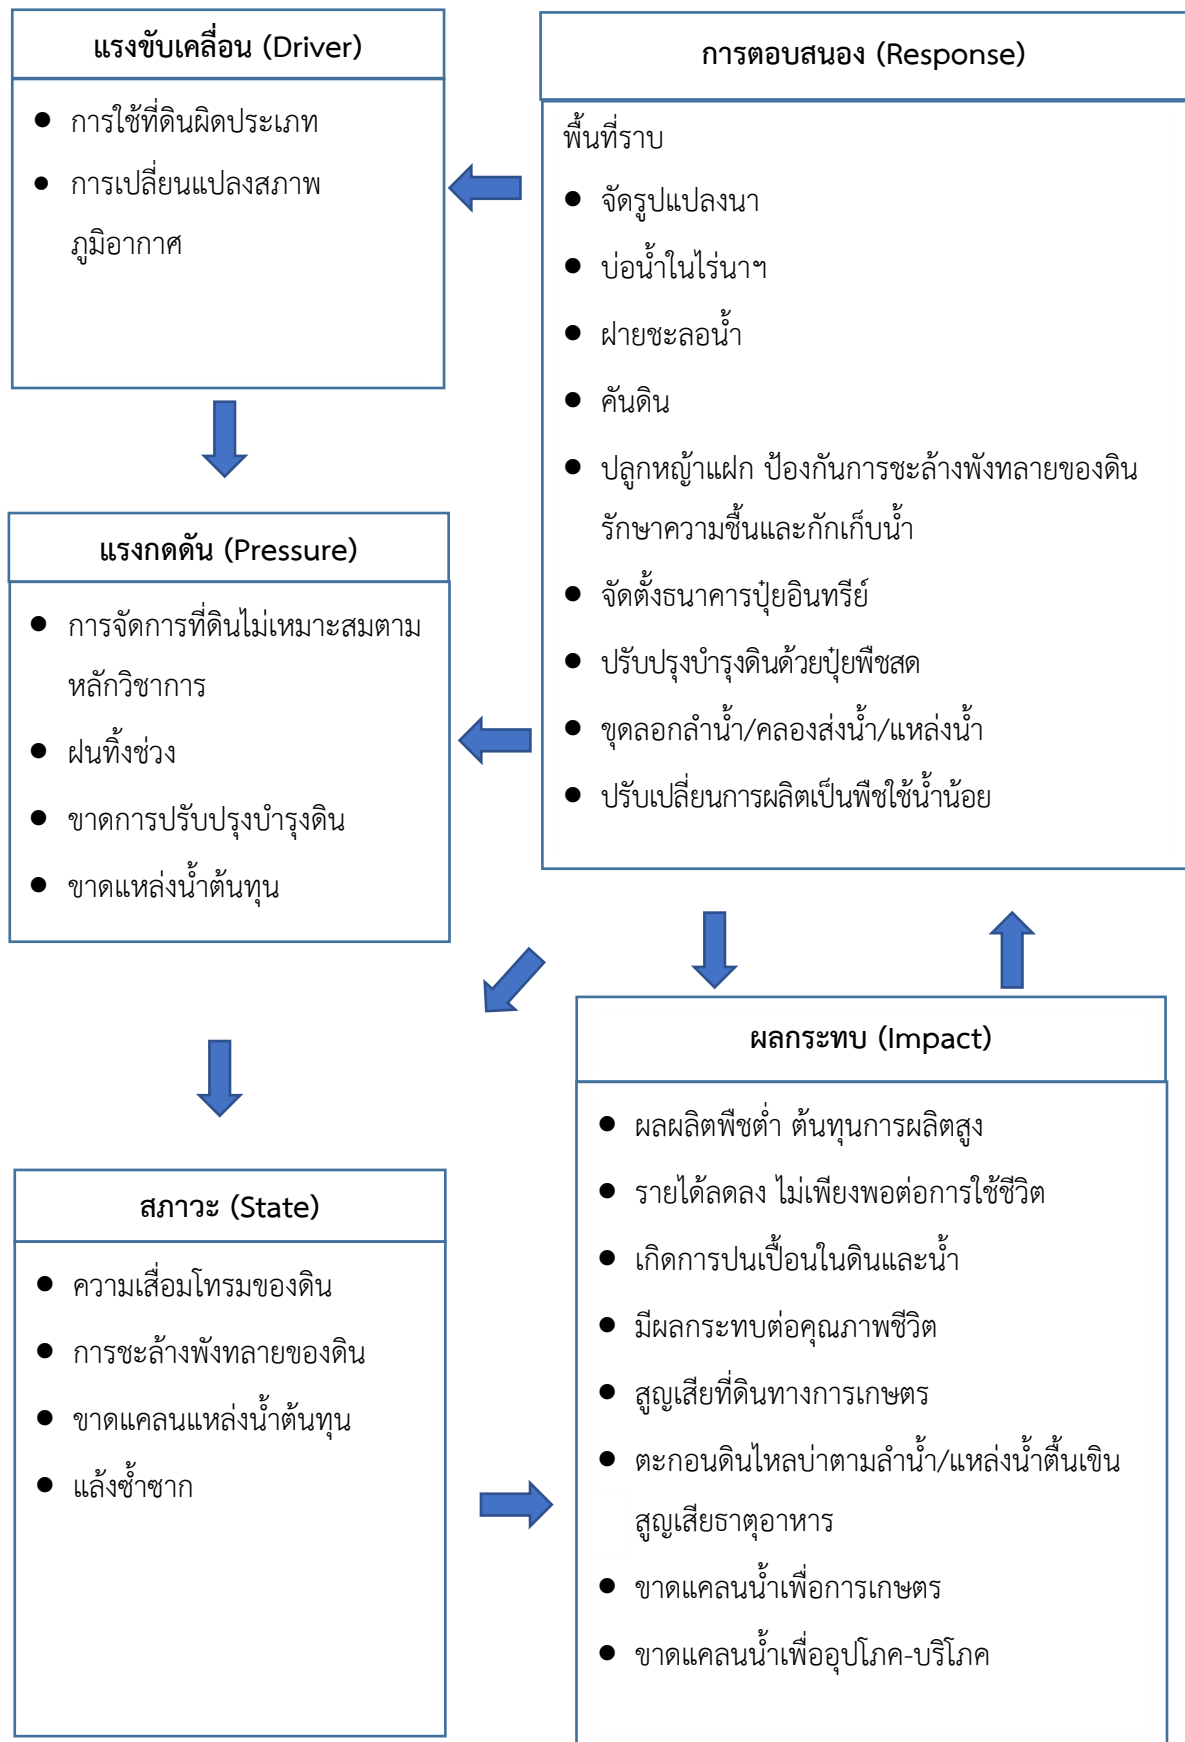 แรงขับเคลื่อน (Driver)
● การใช้ที่ดินผิดประเภท
● การเปลี่ยนแปลงสภาพ
ภูมิอากาศ
การตอบสนอง (Response)
พื้นที่ราบ
● จัดรูปแปลงนา
● บ่อน้ำในไร่นาฯ
● ฝายชะลอน้ำ
● คันดิน
● ปลูกหญ้าแฝก ป้องกันการชะล้างพังทลายของดิน
รักษาความชื้นและกักเก็บน้ำ
● จัดตั้งธนาคารปุ๋ยอินทรีย์
● ปรับปรุงบำรุงดินด้วยปุ๋ยพืชสด
● ขุดลอกลำน้ำ/คลองส่งน้ำ/แหล่งน้ำ
● ปรับเปลี่ยนการผลิตเป็นพืชใช้น้ำน้อย
แรงกดดัน (Pressure)
● การจัดการที่ดินไม่เหมาะสมตาม
หลักวิชาการ
● ฝนทิ้งช่วง
● ขาดการปรับปรุงบำรุงดิน
● ขาดแหล่งน้ำต้นทุน
สภาวะ (State)
● ความเสื่อมโทรมของดิน
● การชะล้างพังทลายของดิน
● ขาดแคลนแหล่งน้ำต้นทุน
● แล้งซ้ำซาก
ผลกระทบ (Impact)
● ผลผลิตพืชต่ำ ต้นทุนการผลิตสูง
● รายได้ลดลง ไม่เพียงพอต่อการใช้ชีวิต
● เกิดการปนเปื้อนในดินและน้ำ
● มีผลกระทบต่อคุณภาพชีวิต
● สูญเสียที่ดินทางการเกษตร
● ตะกอนดินไหลบ่าตามลำน้ำ/แหล่งน้ำตื้นเขิน
สูญเสียธาตุอาหาร
● ขาดแคลนน้ำเพื่อการเกษตร
● ขาดแคลนน้ำเพื่ออุปโภค-บริโภค